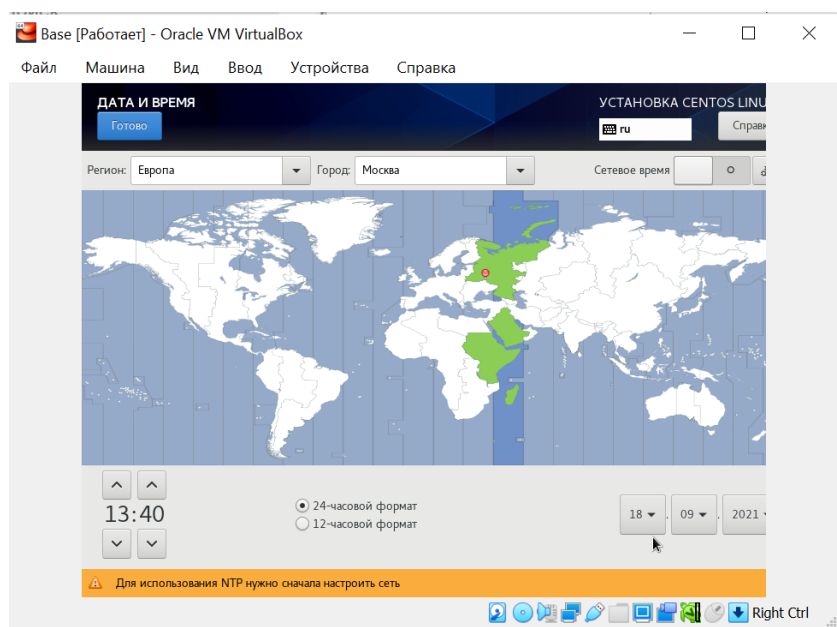 Base [Работает] - Oracle VM VirtualBox
Файл Машина Вид Ввод Устройства Справка
ДАТА И ВРЕМЯ
УСТАНОВКА CENTOS LINU
Готово
ru
Справк
Регион: Европа Город: Москва Сетевое время
13:40
24-часовой формат
12-часовой формат
18 . 09 . 2021
Для использования NTP нужно сначала настроить сеть
Right Ctrl